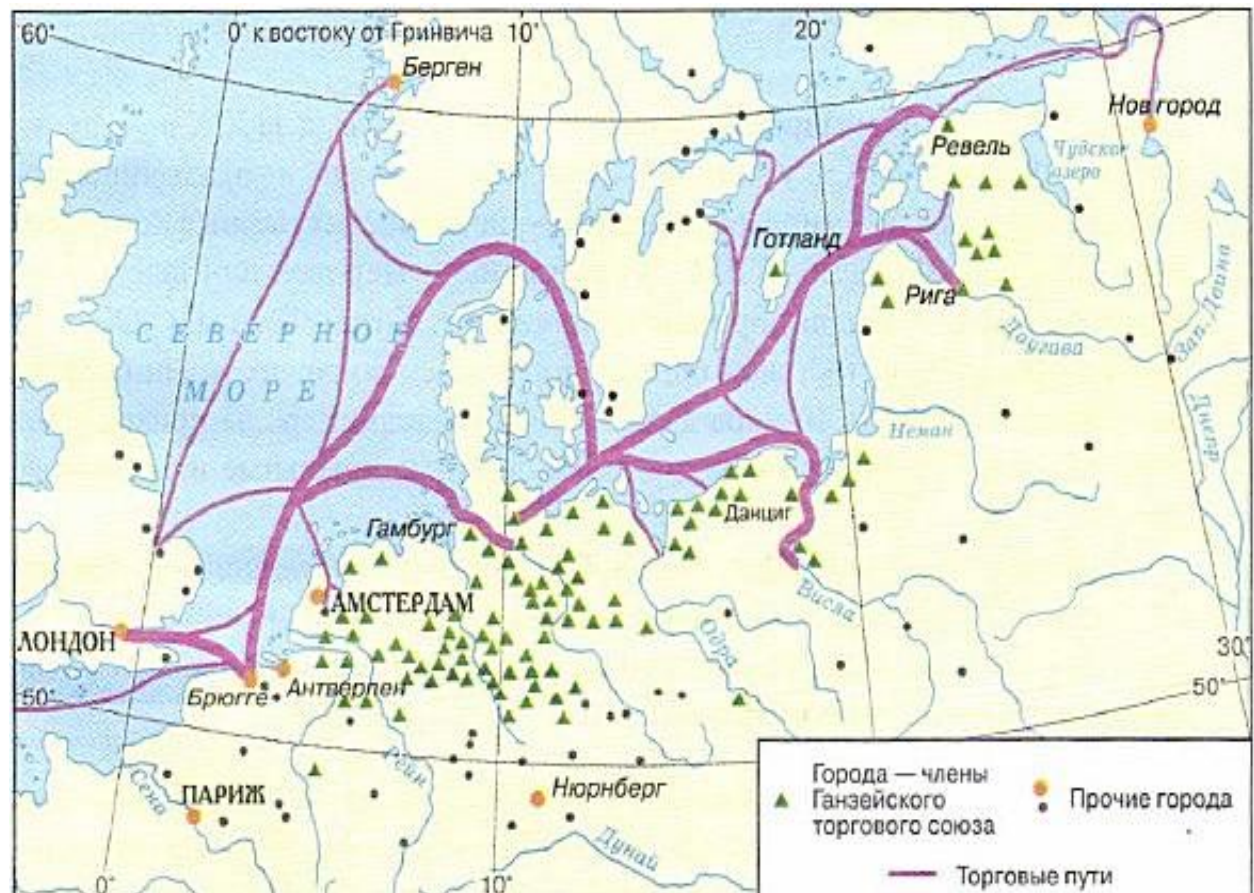 60°
0° к востоку от Гринвича
10°
20°
Берген
Новгород
Ревель
Чудское
озеро
Готланд
Рига
Зап. Двина
Даугава
СЕВЕРНОЕ
МОРЕ
Днепр
Неман
Гамбург
Данциг
АМСТЕРДАМ
Висла
ЛОНДОН
Одра
30°
Брюгге
Антверпен
50°
50°
Рейн
Сена
ПАРИЖ
Нюрнберг
Дунай
0°
10°
Города — члены
Ганзейского
торгового союза
Прочие города
Торговые пути